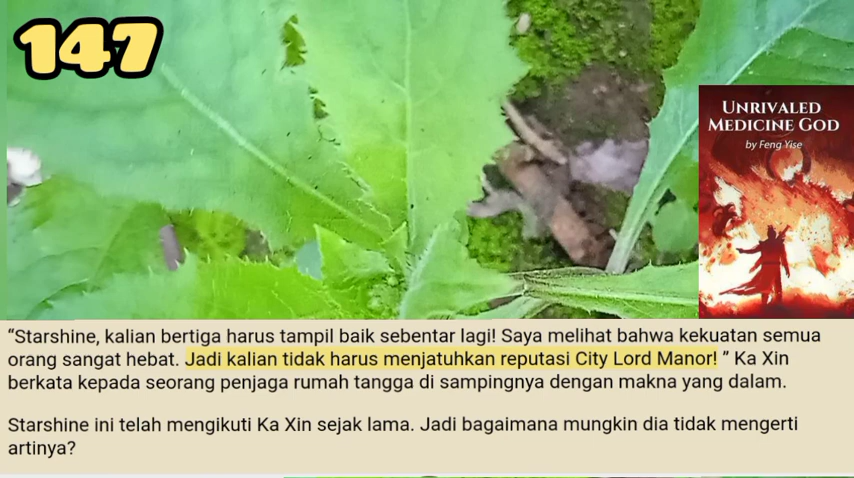 147
UNRIVALED
MEDICINE GOD
by Feng Yise
“Starshine, kalian bertiga harus tampil baik sebentar lagi! Saya melihat bahwa kekuatan semua
orang sangat hebat. Jadi kalian tidak harus menjatuhkan reputasi City Lord Manor! ” Ka Xin
berkata kepada seorang penjaga rumah tangga di sampingnya dengan makna yang dalam.
Starshine ini telah mengikuti Ka Xin sejak lama. Jadi bagaimana mungkin dia tidak mengerti
artinya?